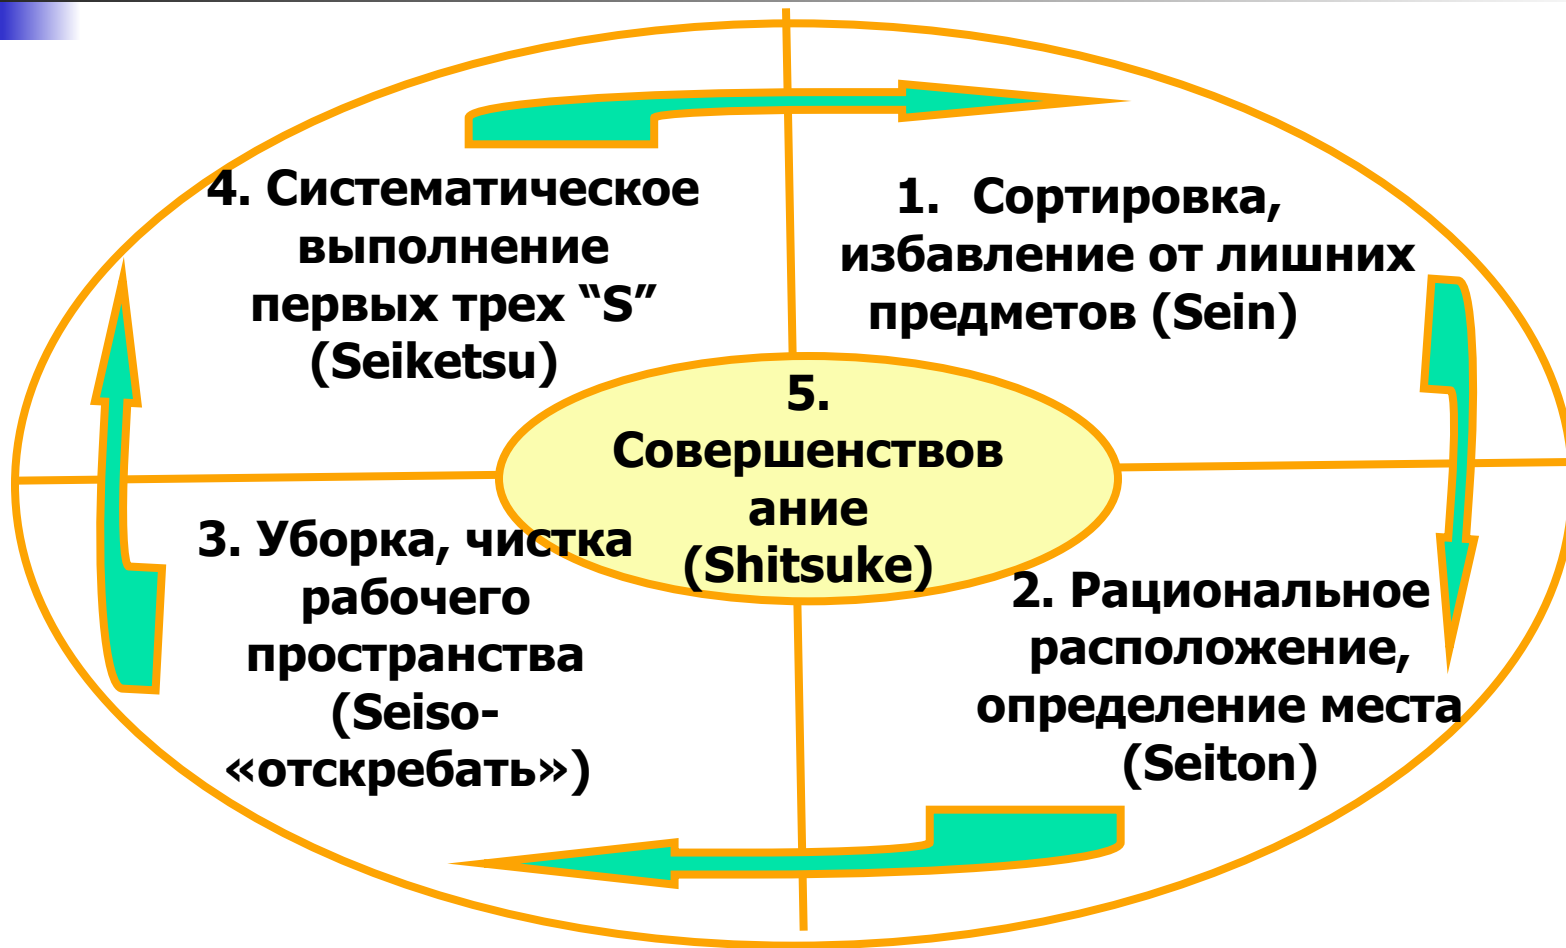 4. Систематическое
выполнение
первых трех “S”
(Seiketsu)
1. Сортировка,
избавление от лишних
предметов (Sein)
5.
Совершенствов
ание
(Shitsuke)
3. Уборка, чистка
рабочего
пространства
(Seiso-
«отскребать»)
2. Рациональное
расположение,
определение места
(Seiton)